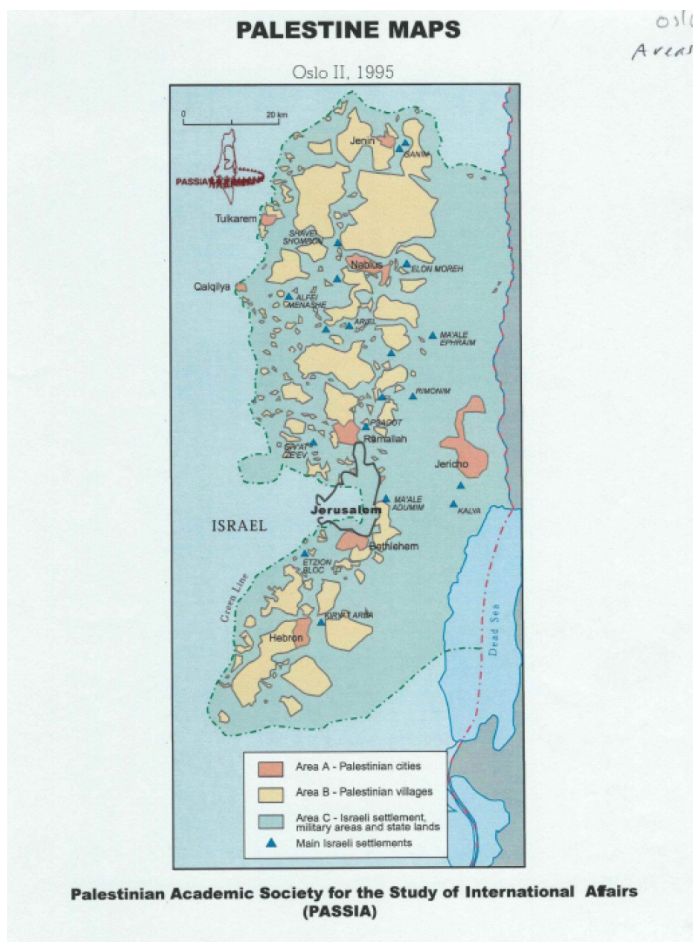 PALESTINE MAPS
Oslo
Areas
Oslo II, 1995
0 20 km
Jenin
GANIM
PASSIA
Tulkarem
SHAVEI
SHOMRON
Nablus
ELON MOREH
Qalqilya
ALFEI
MENASHE
ARIEL
MA'ALE
EPHRAIM
RIMONIM
PSAGOT
Ramallah
GIV'AT
ZE'EV
Jericho
MA'ALE
ADUMIM
KALYA
Jerusalem
ISRAEL
Bethlehem
ETZION
BLOC
Green Line
KIRYAT ARBA
Hebron
Dead Sea
Area A - Palestinian cities
Area B - Palestinian villages
Area C - Israeli settlement,
military areas and state lands
Main Israeli settlements
Palestinian Academic Society for the Study of International Affairs
(PASSIA)